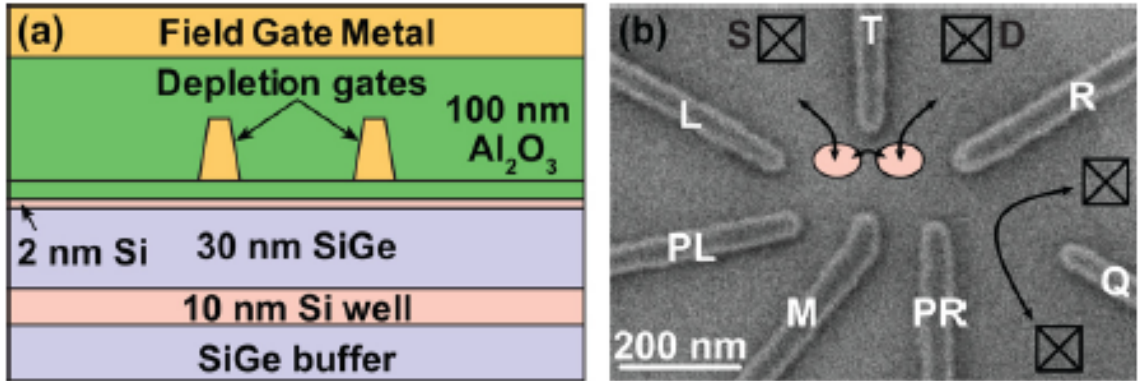 (a)
Field Gate Metal
Depletion gates
100 nm
Al₂O₃
2 nm Si
30 nm SiGe
10 nm Si well
SiGe buffer
(b)
S
T
D
L
R
PL
M
PR
Q
200 nm